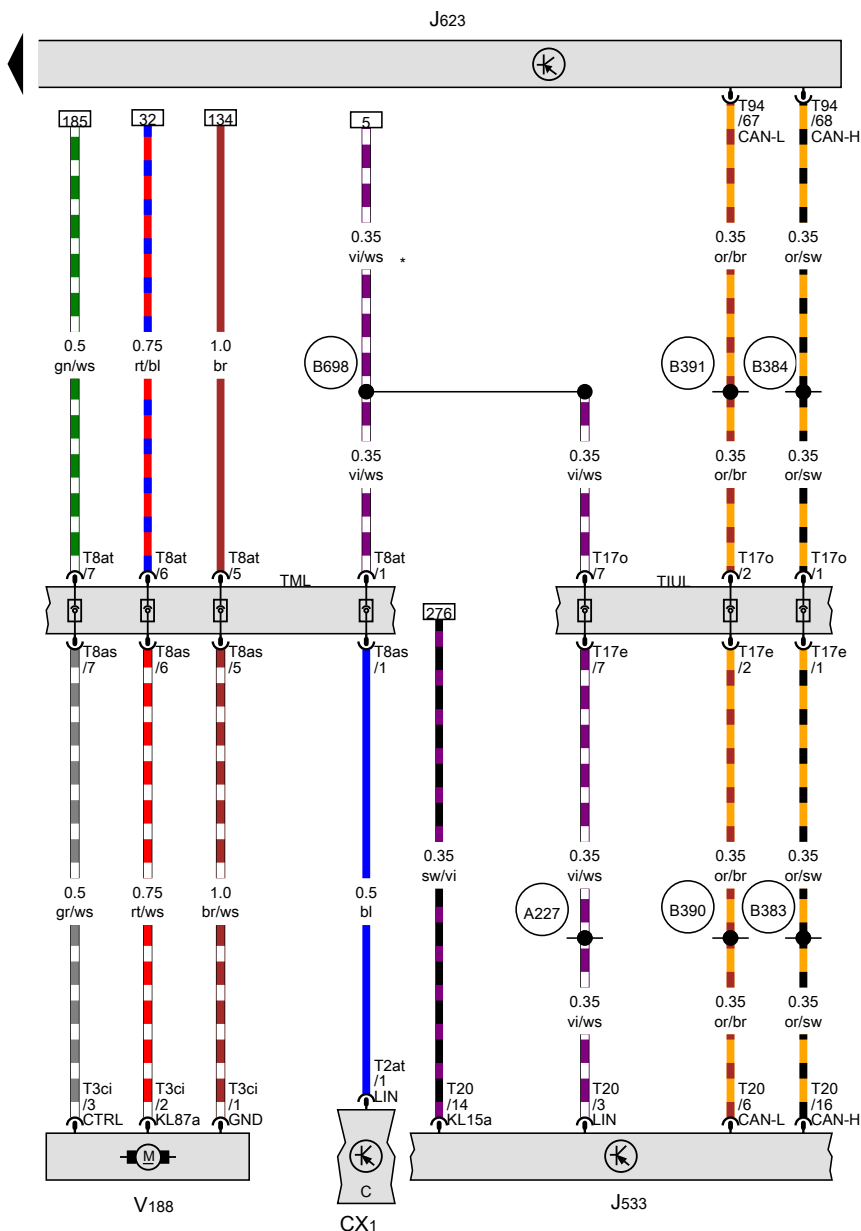 J623
T94 T94
/67 /68
CAN-L CAN-H
185 32 134 5
0.35 0.35 0.35
vi/ws * or/br or/sw
0.5 0.75 1.0
gn/ws rt/bl br
B698 B391 B384
0.35 0.35 0.35 0.35
vi/ws vi/ws or/br or/sw
T8at T8at T8at T8at T17o T17o T17o
/7 /6 /5 /1 /7 /2 /1
TML TIUL
276
T8as T8as T8as T8as T17e T17e T17e
/7 /6 /5 /1 /7 /2 /1
0.35 0.35 0.35 0.35
sw/vi vi/ws or/br or/sw
0.5 0.75 1.0 0.5
gr/ws rt/ws br/ws bl
A227 B390 B383
0.35 0.35 0.35
vi/ws or/br or/sw
T2at
/1
LIN
T3ci T3ci T3ci T20 T20 T20 T20
/3 /2 /1 /14 /3 /6 /16
CTRL KL87a GND KL15a LIN CAN-L CAN-H
M
C
V188 J533
CX1